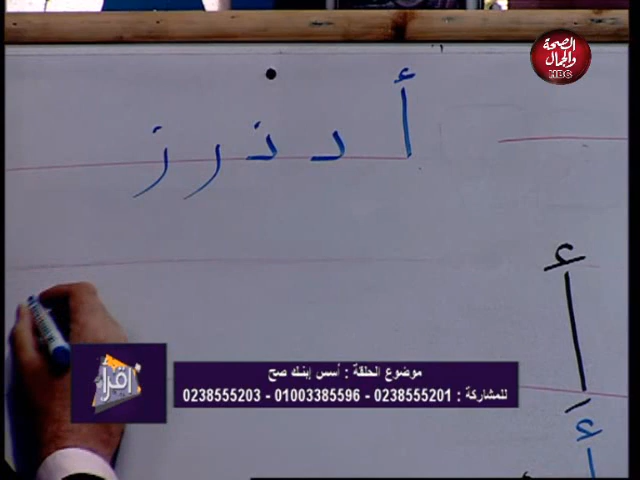 الصحة
والجمال
HBC
أ د ذ ر ز
أ
أ
اقرأ
موضوع الحلقة : أسس إبنك صح
للمشاركة : 0238555201 - 01003385596 - 0238555203